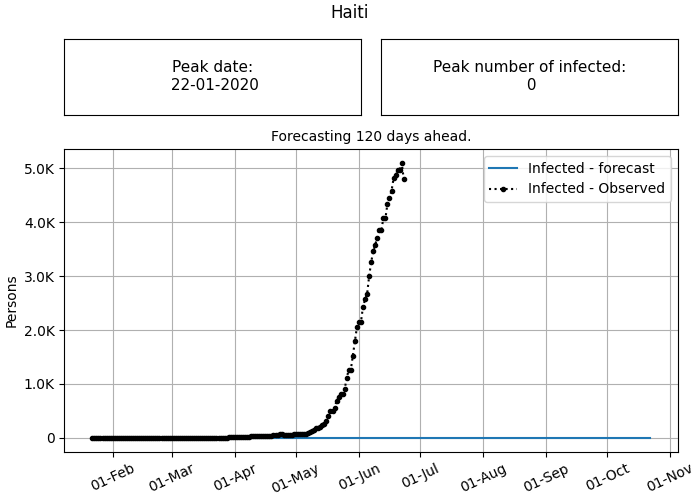 Haiti
Peak date:
22-01-2020
Peak number of infected:
0
Forecasting 120 days ahead.
Infected - forecast
Infected - Observed
Persons
5.0K
4.0K
3.0K
2.0K
1.0K
0
01-Feb
01-Mar
01-Apr
01-May
01-Jun
01-Jul
01-Aug
01-Sep
01-Oct
01-Nov